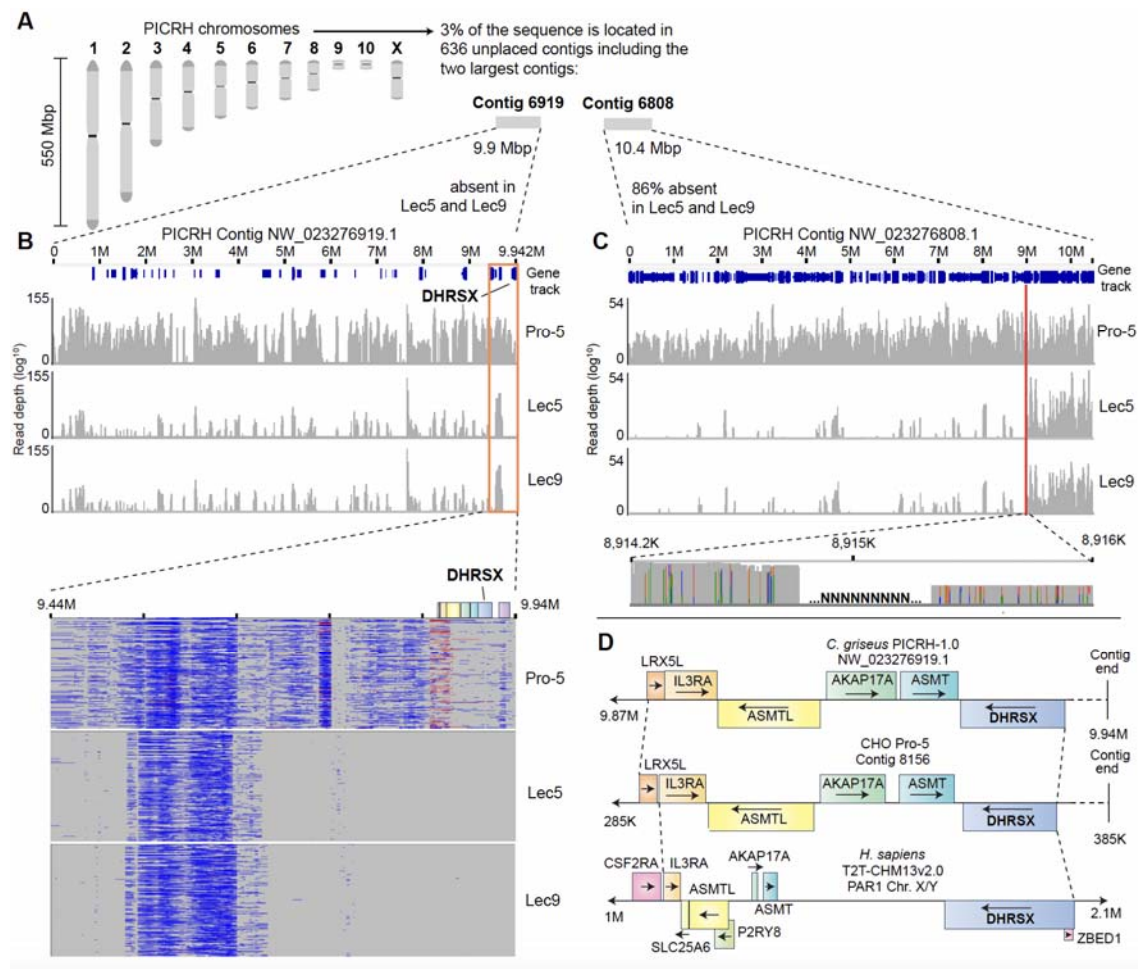 A
PICRH chromosomes
1 2 3 4 5 6 7 8 9 10 X
550 Mbp
3% of the sequence is located in
636 unplaced contigs including the
two largest contigs:
Contig 6919
9.9 Mbp
absent in
Lec5 and Lec9
Contig 6808
10.4 Mbp
86% absent
in Lec5 and Lec9
B
PICRH Contig NW_023276919.1
0 1M 2M 3M 4M 5M 6M 7M 8M 9M 9.942M
Gene
track
DHRSX
Read depth (log¹⁰)
155
0
Pro-5
155
0
Lec5
155
0
Lec9
DHRSX
9.44M
9.94M
Pro-5
Lec5
Lec9
C
PICRH Contig NW_023276808.1
0 1M 2M 3M 4M 5M 6M 7M 8M 9M 10M
Gene
track
Read depth (log¹⁰)
54
0
Pro-5
54
0
Lec5
54
0
Lec9
8,914.2K
8,915K
8,916K
...NNNNNNNNN...
D
C. griseus PICRH-1.0
NW_023276919.1
LRX5L
IL3RA
ASMTL
AKAP17A
ASMT
DHRSX
Contig
end
9.87M
9.94M
CHO Pro-5
Contig 8156
LRX5L
IL3RA
ASMTL
AKAP17A
ASMT
DHRSX
Contig
end
285K
385K
H. sapiens
T2T-CHM13v2.0
PAR1 Chr. X/Y
CSF2RA
IL3RA
ASMTL
AKAP17A
ASMT
SLC25A6
P2RY8
DHRSX
ZBED1
1M
2.1M